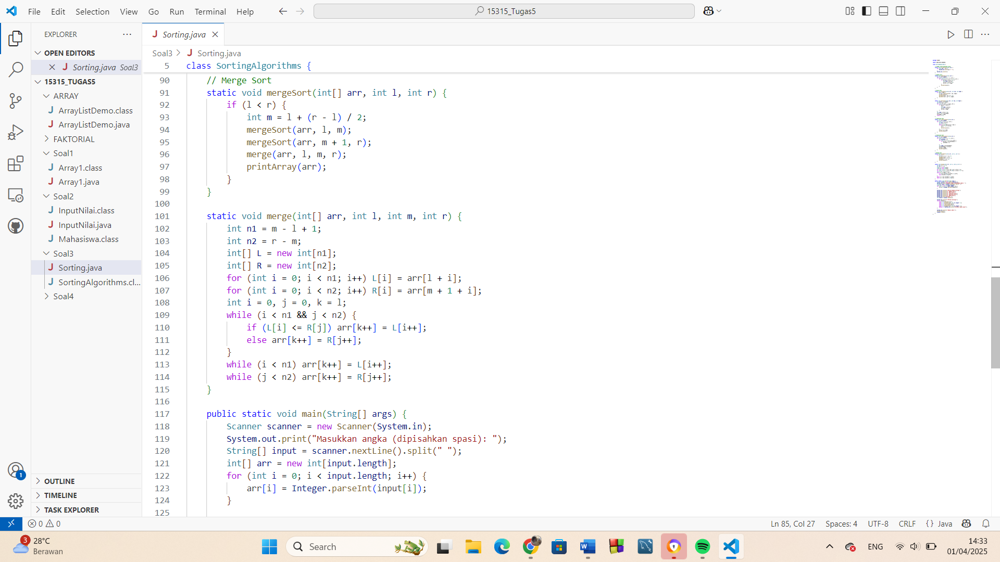 File Edit Selection View Go Run Terminal Help
15315_Tugas5
EXPLORER
OPEN EDITORS
Sorting.java Soal3
15315_TUGAS5
ARRAY
ArrayListDemo.class
ArrayListDemo.java
FAKTORIAL
Soal1
Array1.class
Array1.java
Soal2
InputNilai.class
InputNilai.java
Mahasiswa.class
Soal3
Sorting.java
SortingAlgorithms.cl...
Soal4
OUTLINE
TIMELINE
TASK EXPLORER
1
Sorting.java
Soal3 > Sorting.java
5 class SortingAlgorithms {
90 // Merge Sort
91 static void mergeSort(int[] arr, int l, int r) {
92 if (l < r) {
93 int m = l + (r - l) / 2;
94 mergeSort(arr, l, m);
95 mergeSort(arr, m + 1, r);
96 merge(arr, l, m, r);
97 printArray(arr);
98 }
99 }
100
101 static void merge(int[] arr, int l, int m, int r) {
102 int n1 = m - l + 1;
103 int n2 = r - m;
104 int[] L = new int[n1];
105 int[] R = new int[n2];
106 for (int i = 0; i < n1; i++) L[i] = arr[l + i];
107 for (int i = 0; i < n2; i++) R[i] = arr[m + 1 + i];
108 int i = 0, j = 0, k = l;
109 while (i < n1 && j < n2) {
110 if (L[i] <= R[j]) arr[k++] = L[i++];
111 else arr[k++] = R[j++];
112 }
113 while (i < n1) arr[k++] = L[i++];
114 while (j < n2) arr[k++] = R[j++];
115 }
116
117 public static void main(String[] args) {
118 Scanner scanner = new Scanner(System.in);
119 System.out.print("Masukkan angka (dipisahkan spasi): ");
120 String[] input = scanner.nextLine().split(" ");
121 int[] arr = new int[input.length];
122 for (int i = 0; i < input.length; i++) {
123 arr[i] = Integer.parseInt(input[i]);
124 }
125
0 0
Ln 85, Col 27 Spaces: 4 UTF-8 CRLF {} Java
3
28°C
Berawan
Search
ENG
14:33
01/04/2025